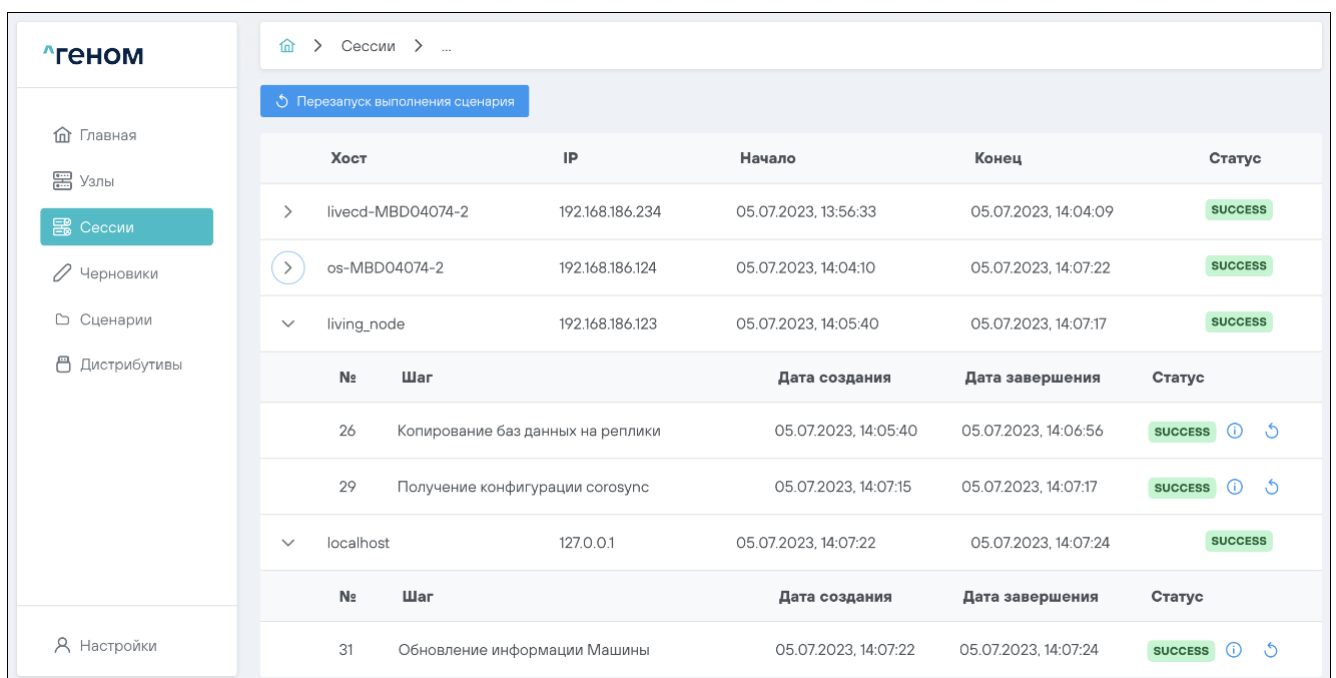 ^геном
Сессии ...
Перезапуск выполнения сценария
Главная
Узлы
Сессии
Черновики
Сценарии
Дистрибутивы
Настройки
Хост IP Начало Конец Статус
livecd-MBD04074-2 192.168.186.234 05.07.2023, 13:56:33 05.07.2023, 14:04:09 SUCCESS
os-MBD04074-2 192.168.186.124 05.07.2023, 14:04:10 05.07.2023, 14:07:22 SUCCESS
living_node 192.168.186.123 05.07.2023, 14:05:40 05.07.2023, 14:07:17 SUCCESS
№ Шаг Дата создания Дата завершения Статус
26 Копирование баз данных на реплики 05.07.2023, 14:05:40 05.07.2023, 14:06:56 SUCCESS
29 Получение конфигурации corosync 05.07.2023, 14:07:15 05.07.2023, 14:07:17 SUCCESS
localhost 127.0.0.1 05.07.2023, 14:07:22 05.07.2023, 14:07:24 SUCCESS
№ Шаг Дата создания Дата завершения Статус
31 Обновление информации Машины 05.07.2023, 14:07:22 05.07.2023, 14:07:24 SUCCESS